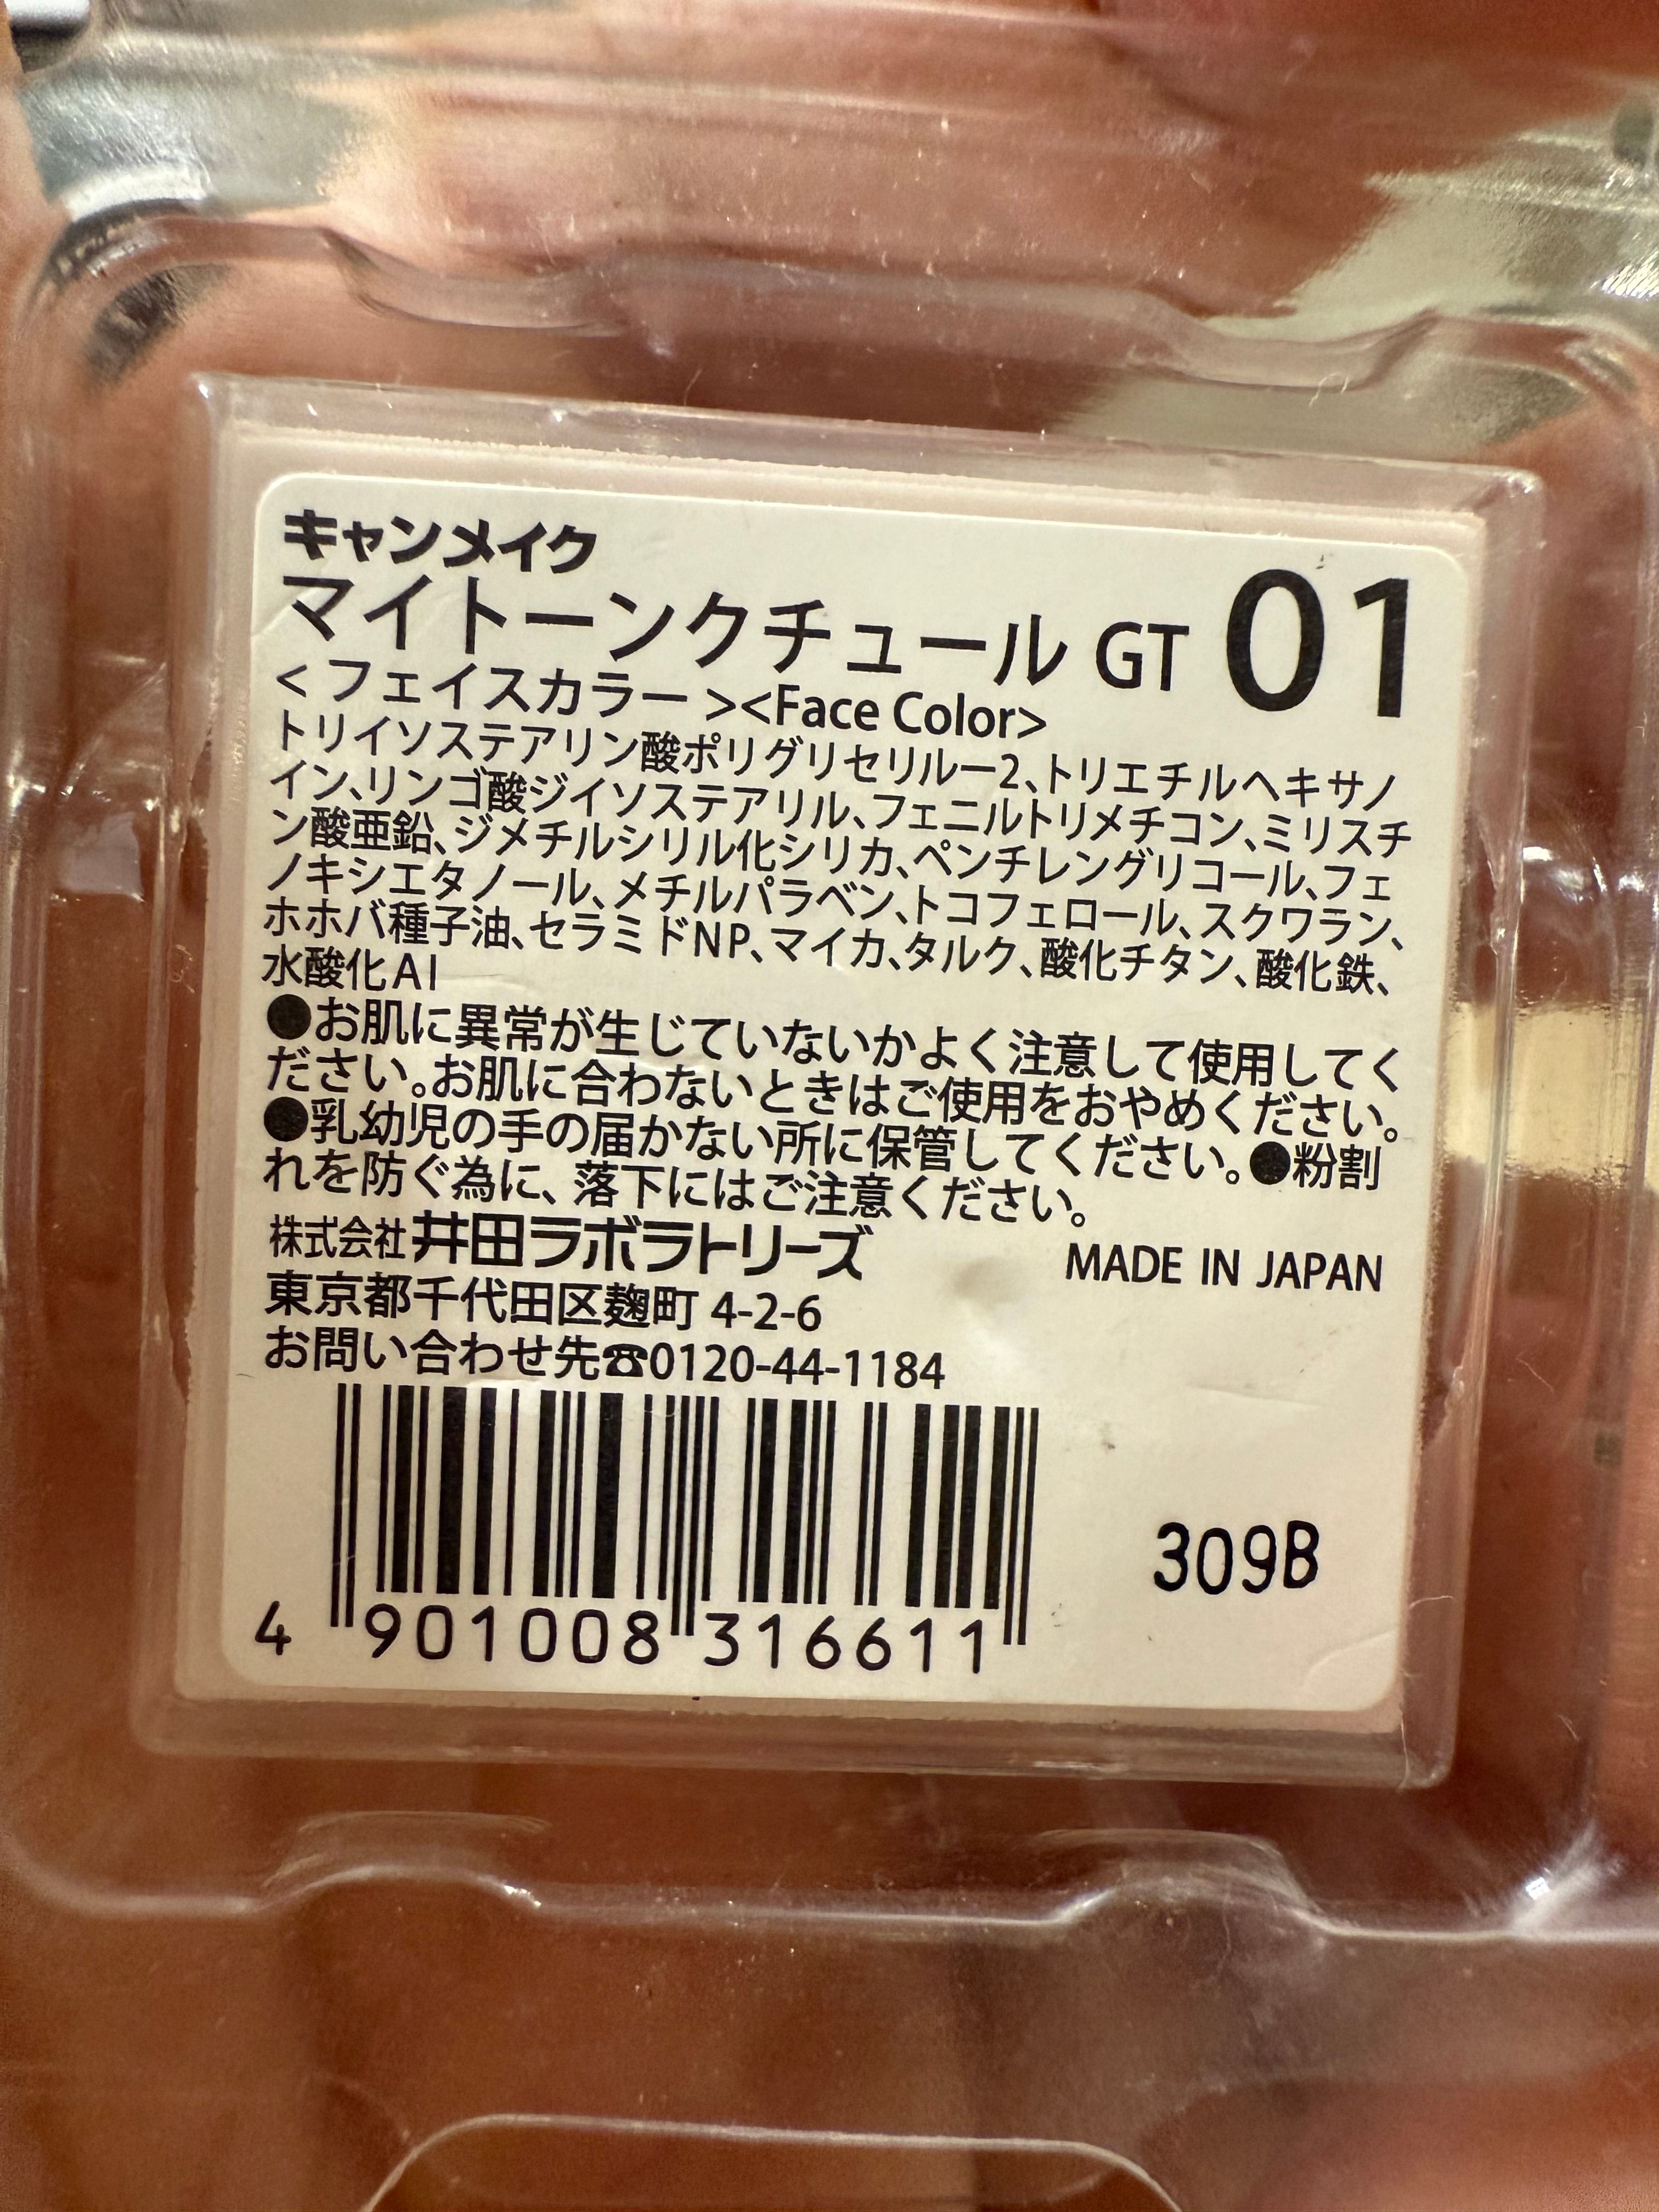 キャンメイク
マイトーンクチュール GT 01
<フェイスカラー><Face Color>
トリイソステアリン酸ポリグリセリルー2、トリエチルヘキサノ
イン、リンゴ酸ジイソステアリル、フェニルトリメチコン、ミリスチ
ン酸亜鉛、ジメチルシリル化シリカ、ペンチレングリコール、フェ
ノキシエタノール、メチルパラベン、トコフェロール、スクワラン、
ホホバ種子油、セラミドNP、マイカ、タルク、酸化チタン、酸化鉄、
水酸化Al
●お肌に異常が生じていないかよく注意して使用してく
ださい。お肌に合わないときはご使用をおやめください。
●乳幼児の手の届かない所に保管してください。●粉割
れを防ぐ為に、落下にはご注意ください。
株式会社井田ラボラトリーズ MADE IN JAPAN
東京都千代田区麹町 4-2-6
お問い合わせ先☎0120-44-1184
309B
4 901008 316611